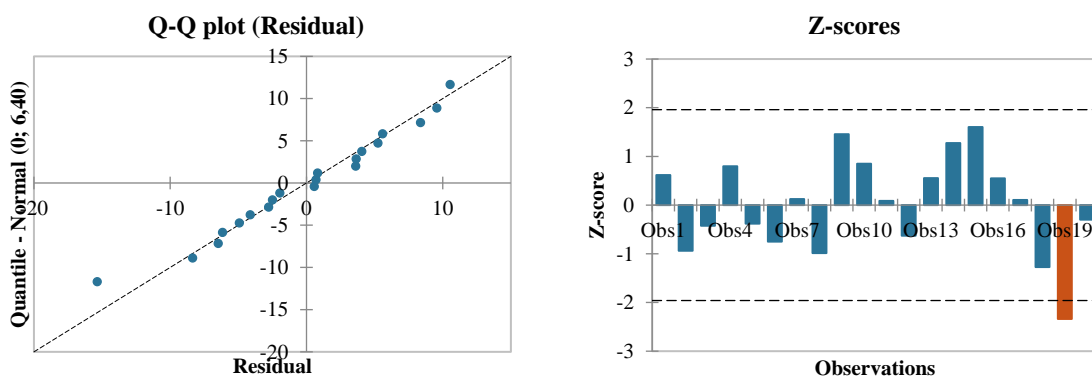 Q-Q plot (Residual)
15
10
5
0
-5
-10
-15
-20
-20
-10
0
10
Quantile - Normal (0; 6,40)
Residual
Z-scores
3
2
1
0
-1
-2
-3
Z-score
Obs1
Obs4
Obs7
Obs10
Obs13
Obs16
Obs19
Observations